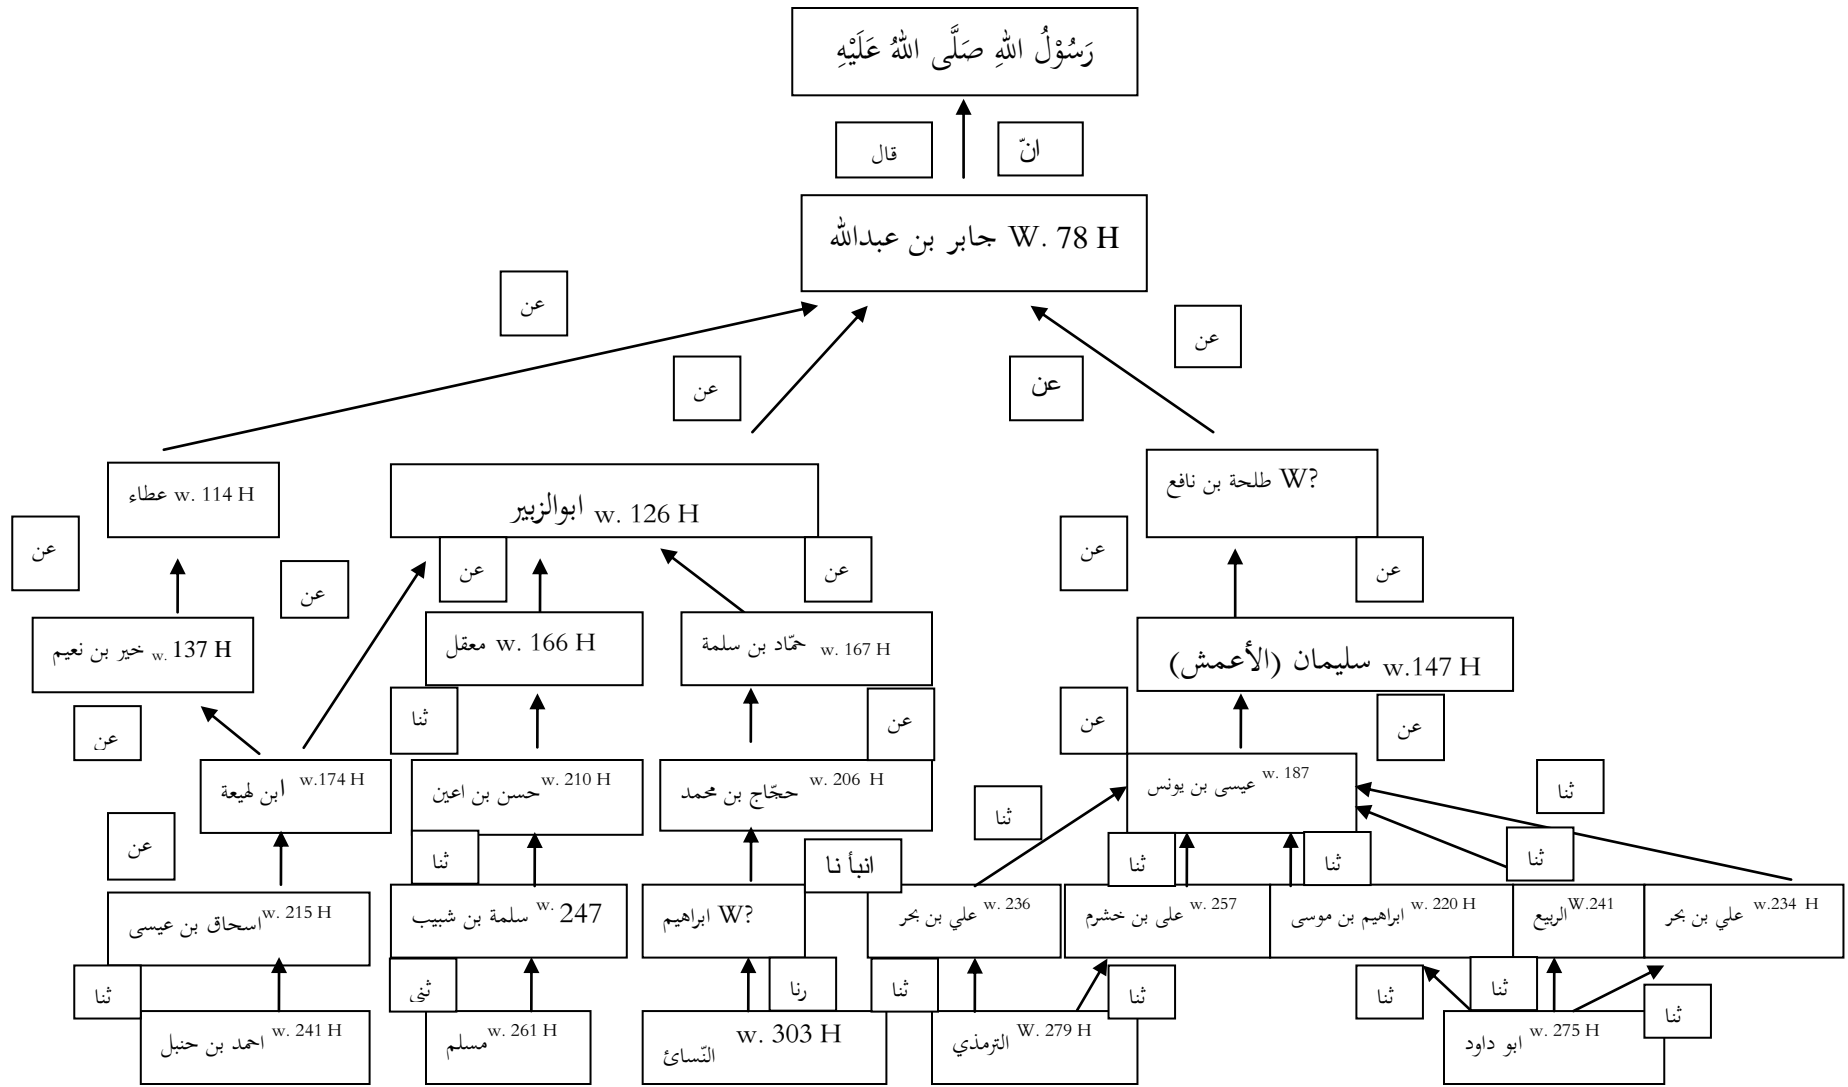 رَسُوْلُ اللهِ صَلَّى اللهُ عَلَيْهِ
قال
انّ
جابر بن عبدالله W. 78 H
عن
عن
عن
عن
عطاء w. 114 H
ابوالزبير w. 126 H
طلحة بن نافع W?
عن
عن
عن
عن
عن
عن
خير بن نعيم w. 137 H
معقل w. 166 H
حمّاد بن سلمة w. 167 H
سليمان (الأعمش) w.147 H
عن
ثنا
عن
عن
عن
ابن لهيعة w.174 H
حسن بن اعين w. 210 H
حجّاج بن محمد w. 206 H
عيسى بن يونس w. 187
ثنا
ثنا
عن
ثنا
انبأ نا
ثنا
ثنا
ثنا
اسحاق بن عيسى w. 215 H
سلمة بن شبيب w. 247
ابراهيم W?
علي بن بحر w. 236
على بن خشرم w. 257
ابراهيم بن موسى w. 220 H
الربيع W.241
علي بن بحر w.234 H
ثنا
ثنى
رنا
ثنا
ثنا
ثنا
ثنا
ثنا
احمد بن حنبل w. 241 H
مسلم w. 261 H
النّسائ w. 303 H
الترمذي W. 279 H
ابو داود w. 275 H